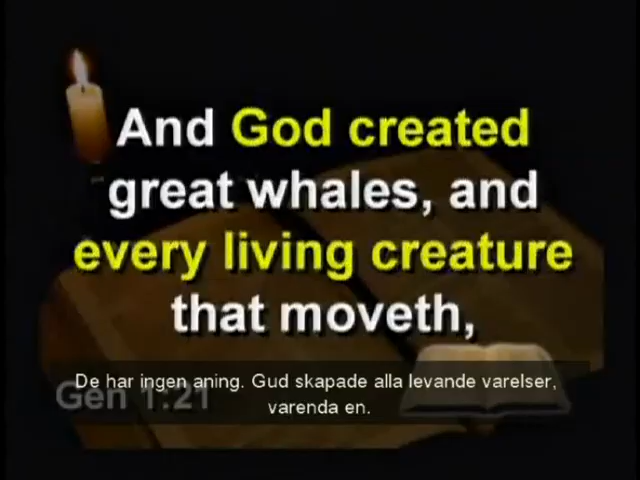 And God created
great whales, and
every living creature
that moveth,
De har ingen aning. Gud skapade alla levande varelser,
varenda en.
Gen 1:21